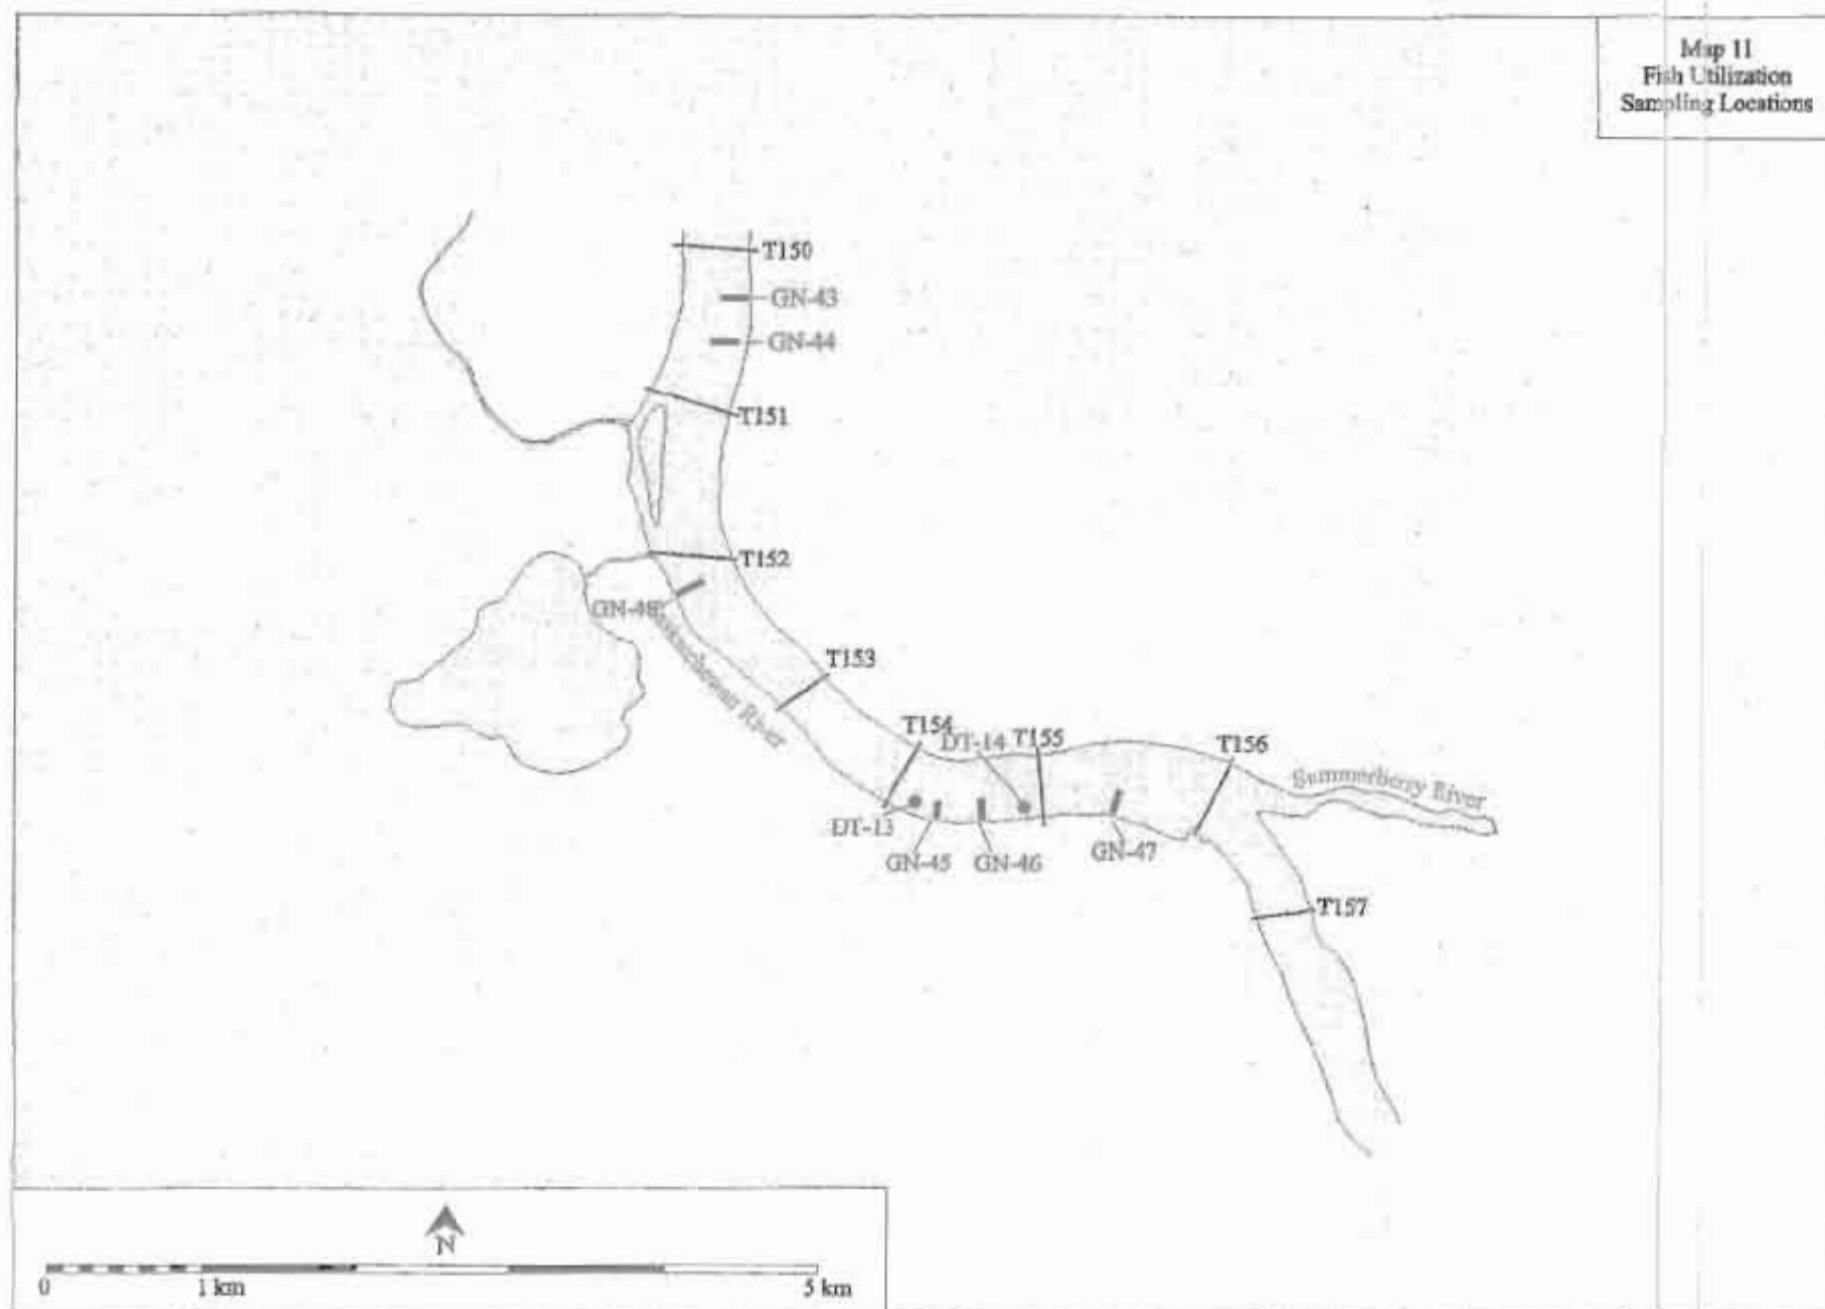 Map 11
Fish Utilization
Sampling Locations
T150
GN-43
GN-44
T151
T152
GN-48
River
T153
T154
DT-14
T155
T156
Summerberry River
DT-13
GN-45
GN-46
GN-47
T157
N
0
1 km
5 km